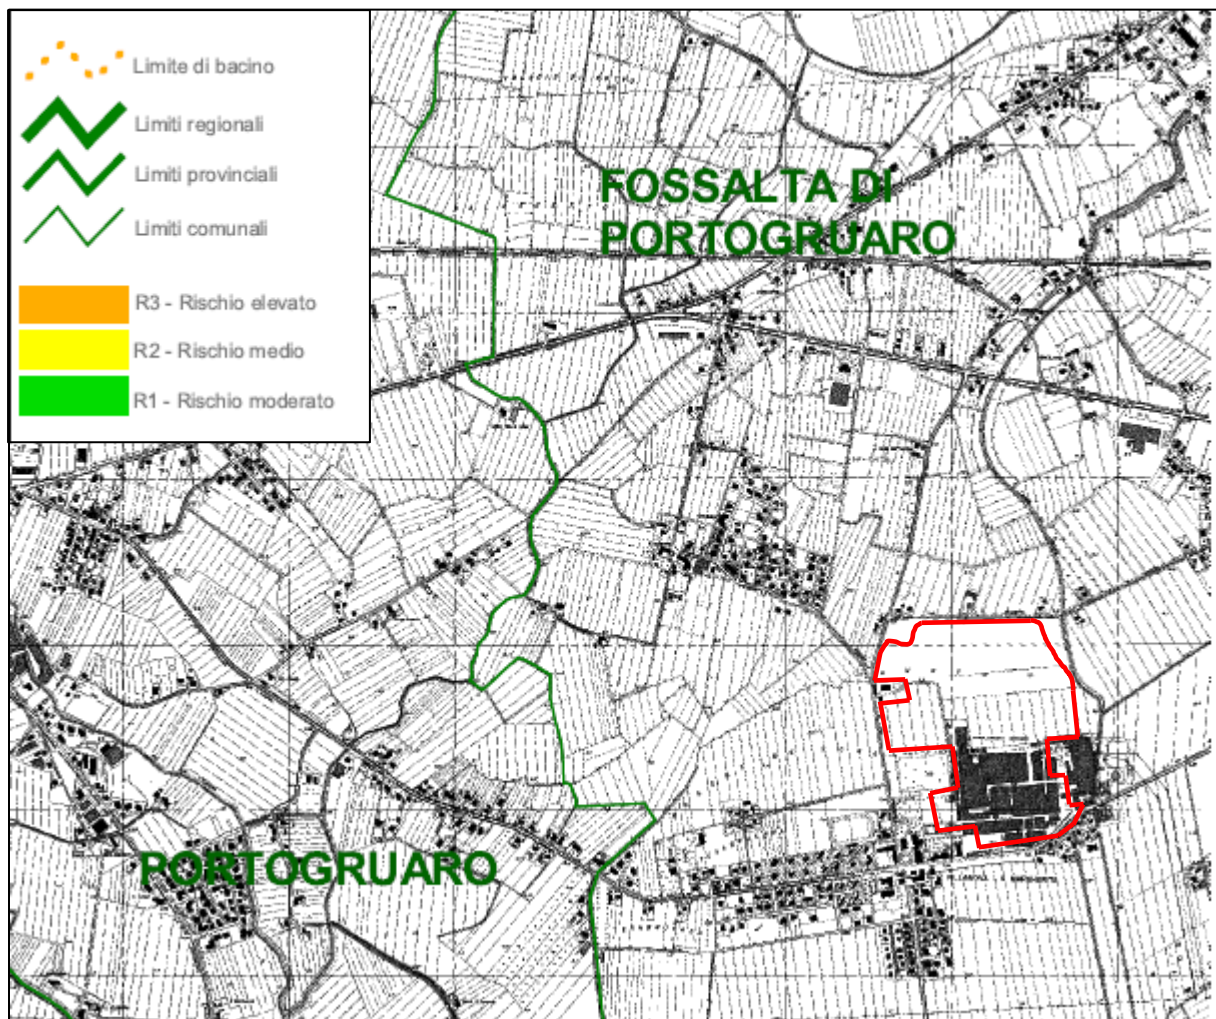 Limite di bacino
Limiti regionali
Limiti provinciali
Limiti comunali
R3 - Rischio elevato
R2 - Rischio medio
R1 - Rischio moderato
FOSSALTA DI
PORTOGRUARO
PORTOGRUARO